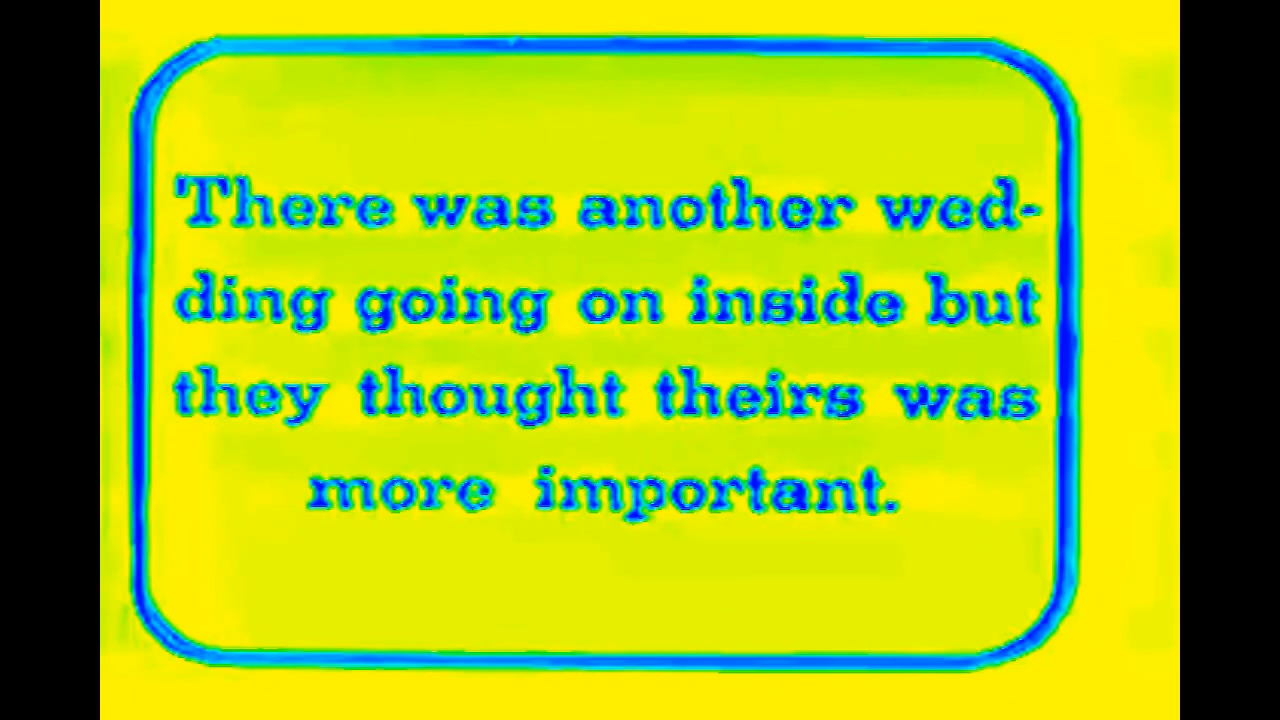 There was another wed-
ding going on inside but
they thought theirs was
more important.